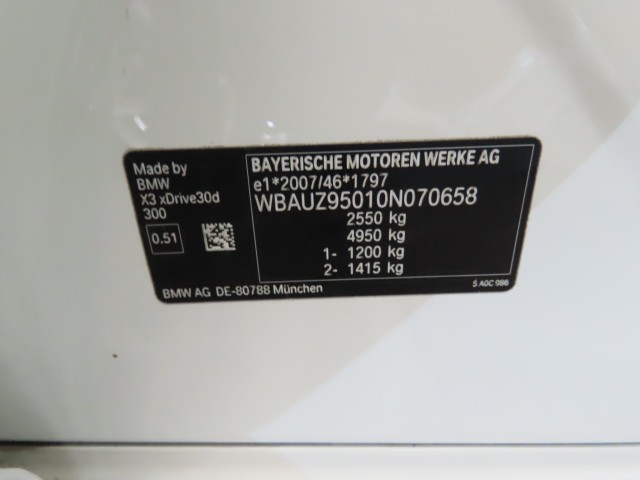 Made by
BMW
X3 xDrive30d
300
0.51
BAYERISCHE MOTOREN WERKE AG
e1*2007/46*1797
WBAUZ95010N070658
2550 kg
4950 kg
1- 1200 kg
2- 1415 kg
BMW AG DE-80788 München
5 A0C 986